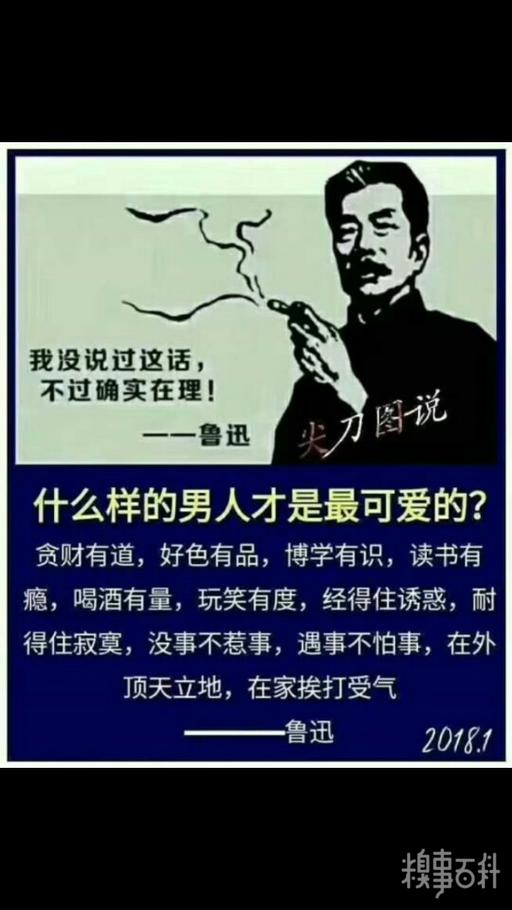 我没说过这话，
不过确实在理！
——鲁迅
尖刀图说
什么样的男人才是最可爱的？
贪财有道，好色有品，博学有识，读书有
瘾，喝酒有量，玩笑有度，经得住诱惑，耐
得住寂寞，没事不惹事，遇事不怕事，在外
顶天立地，在家挨打受气
————鲁迅
2018.1
糗事百科